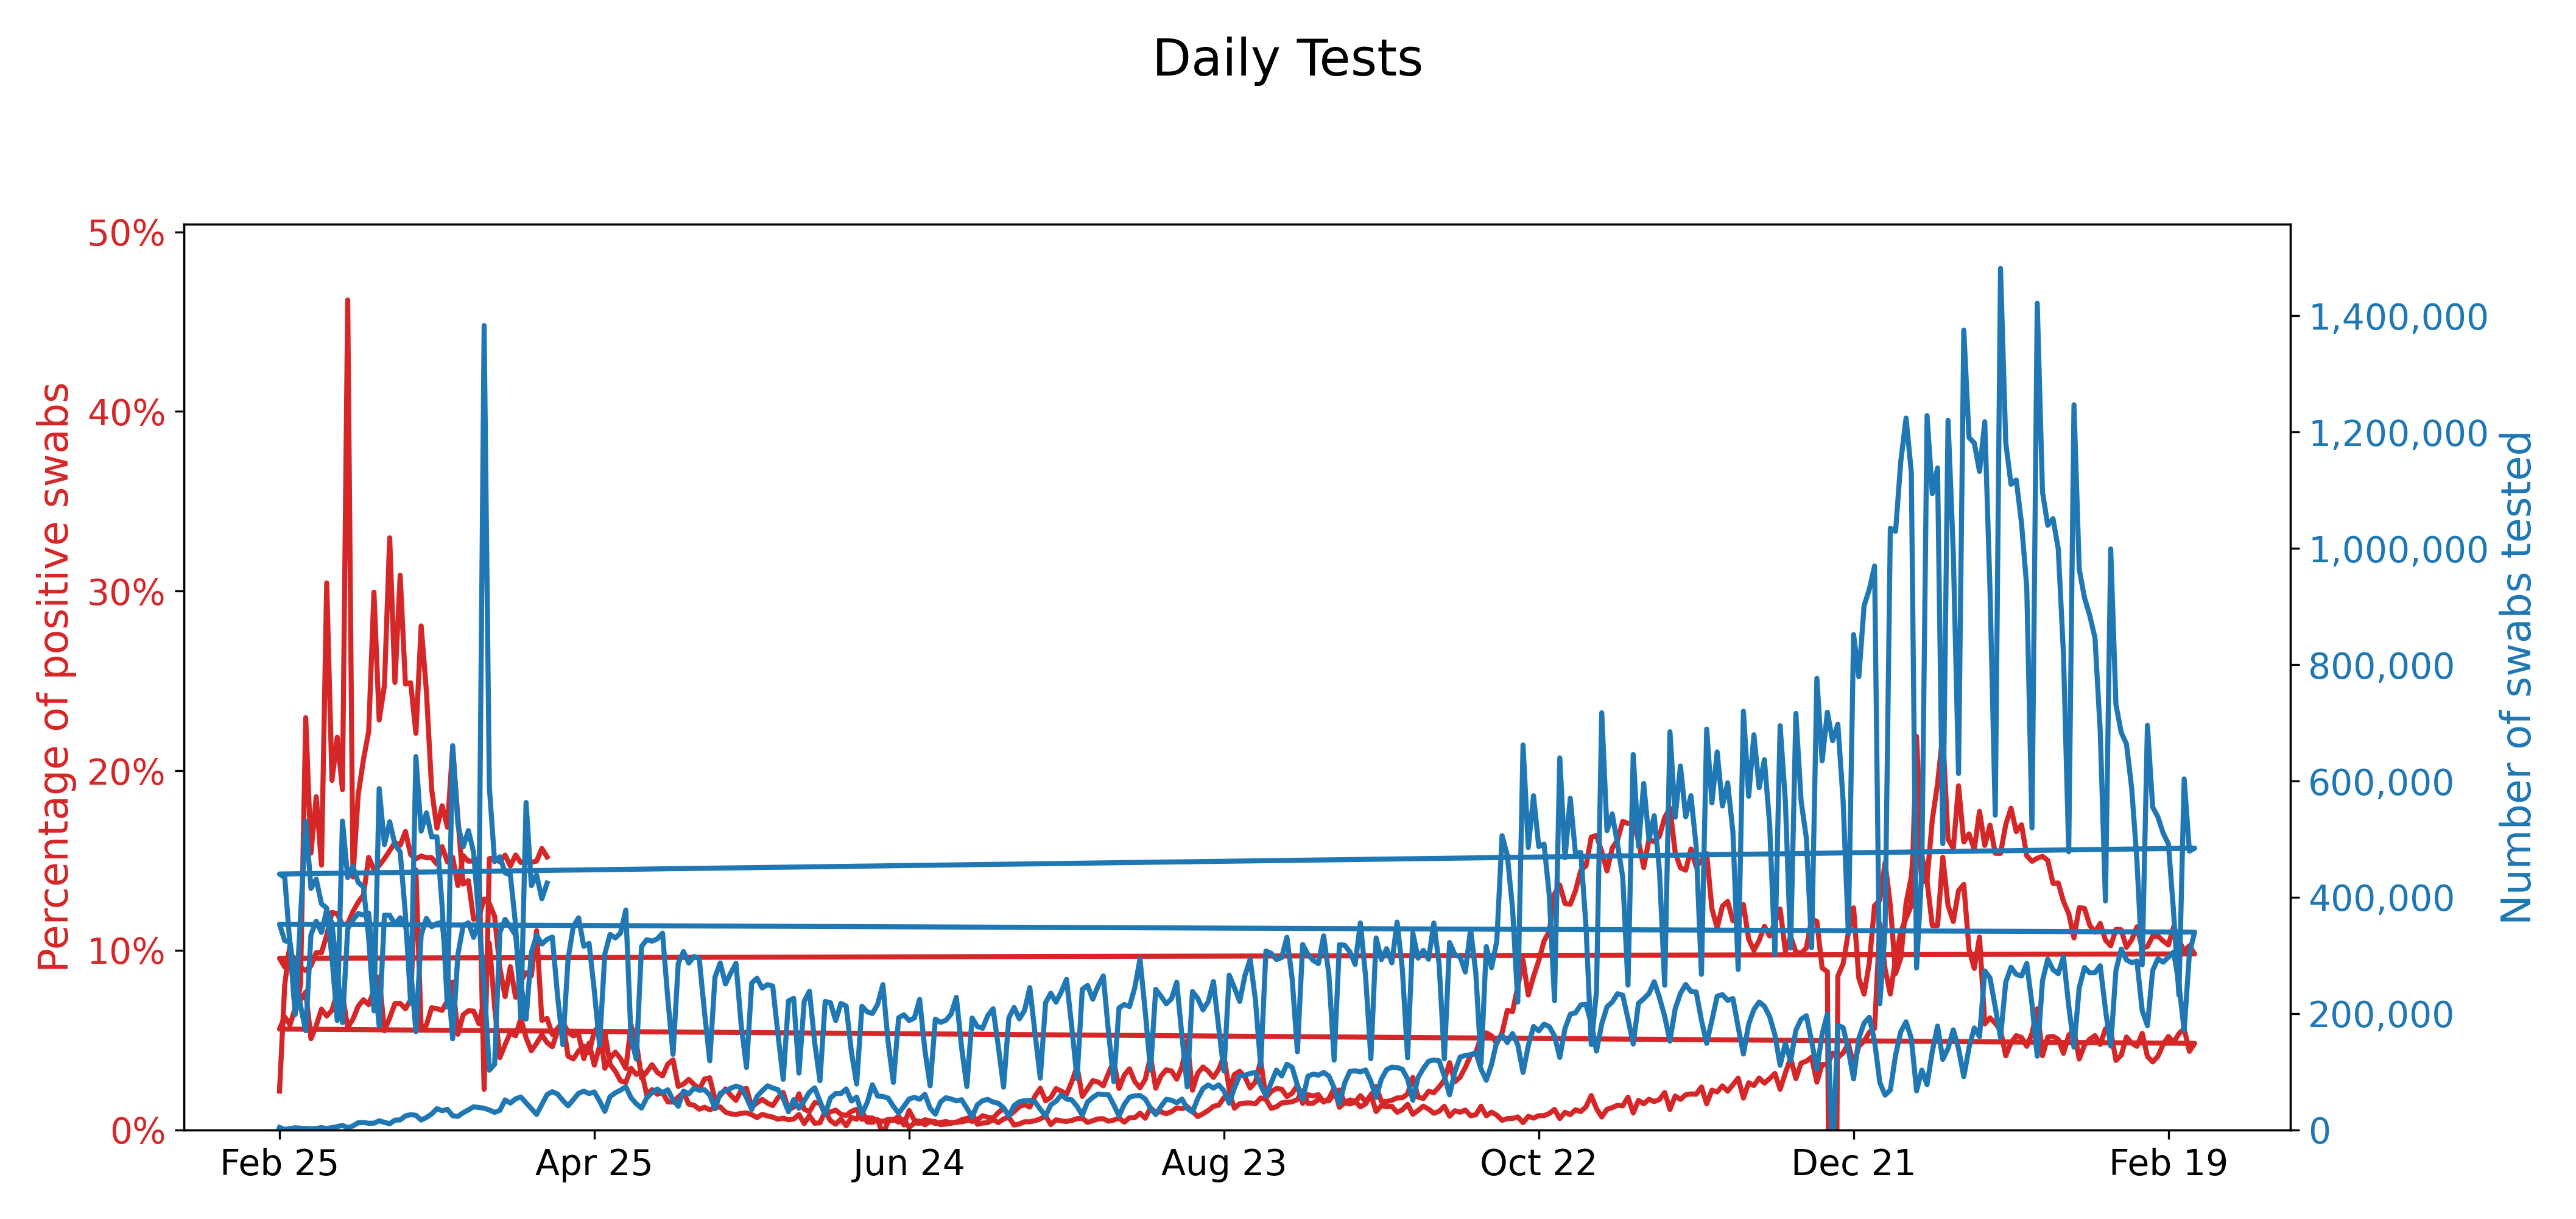 Daily Tests
Percentage of positive swabs
50%
40%
30%
20%
10%
0%
1,400,000
1,200,000
1,000,000
800,000
600,000
400,000
200,000
0
Number of swabs tested
Feb 25
Apr 25
Jun 24
Aug 23
Oct 22
Dec 21
Feb 19